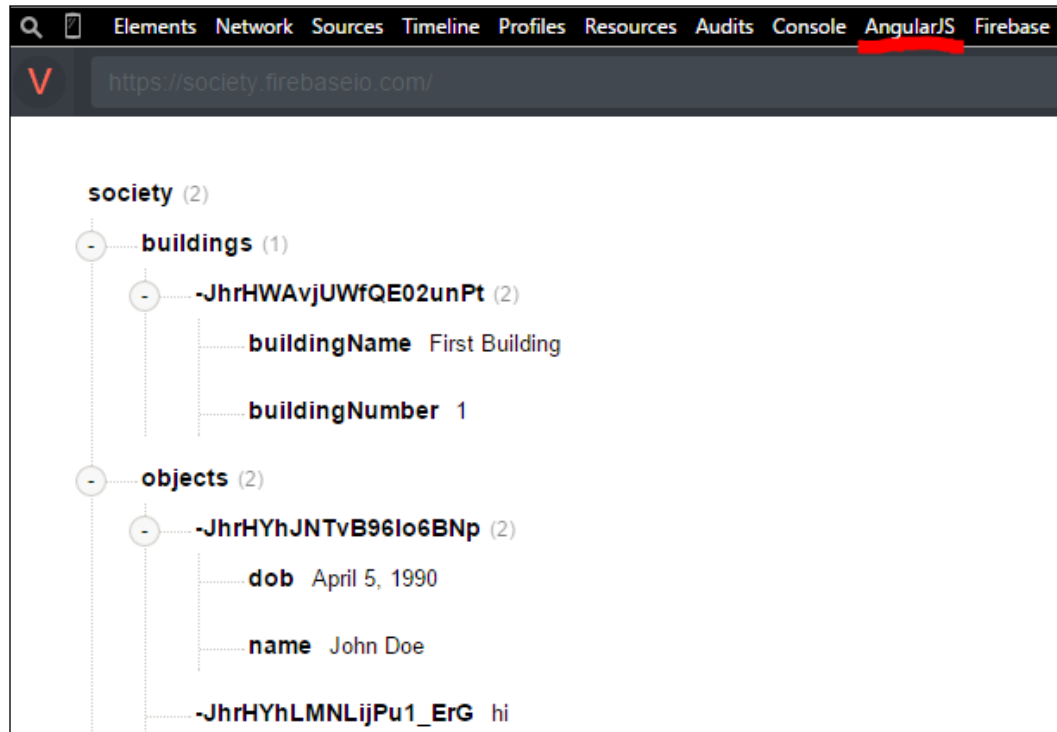 Elements Network Sources Timeline Profiles Resources Audits Console AngularJS Firebase
V https://society.firebaseio.com/
society (2)
- buildings (1)
- -JhrHWAvjUWfQE02unPt (2)
buildingName First Building
buildingNumber 1
- objects (2)
- -JhrHYhJNTvB96Io6BNp (2)
dob April 5, 1990
name John Doe
-JhrHYhLMNLijPu1_ErG hi